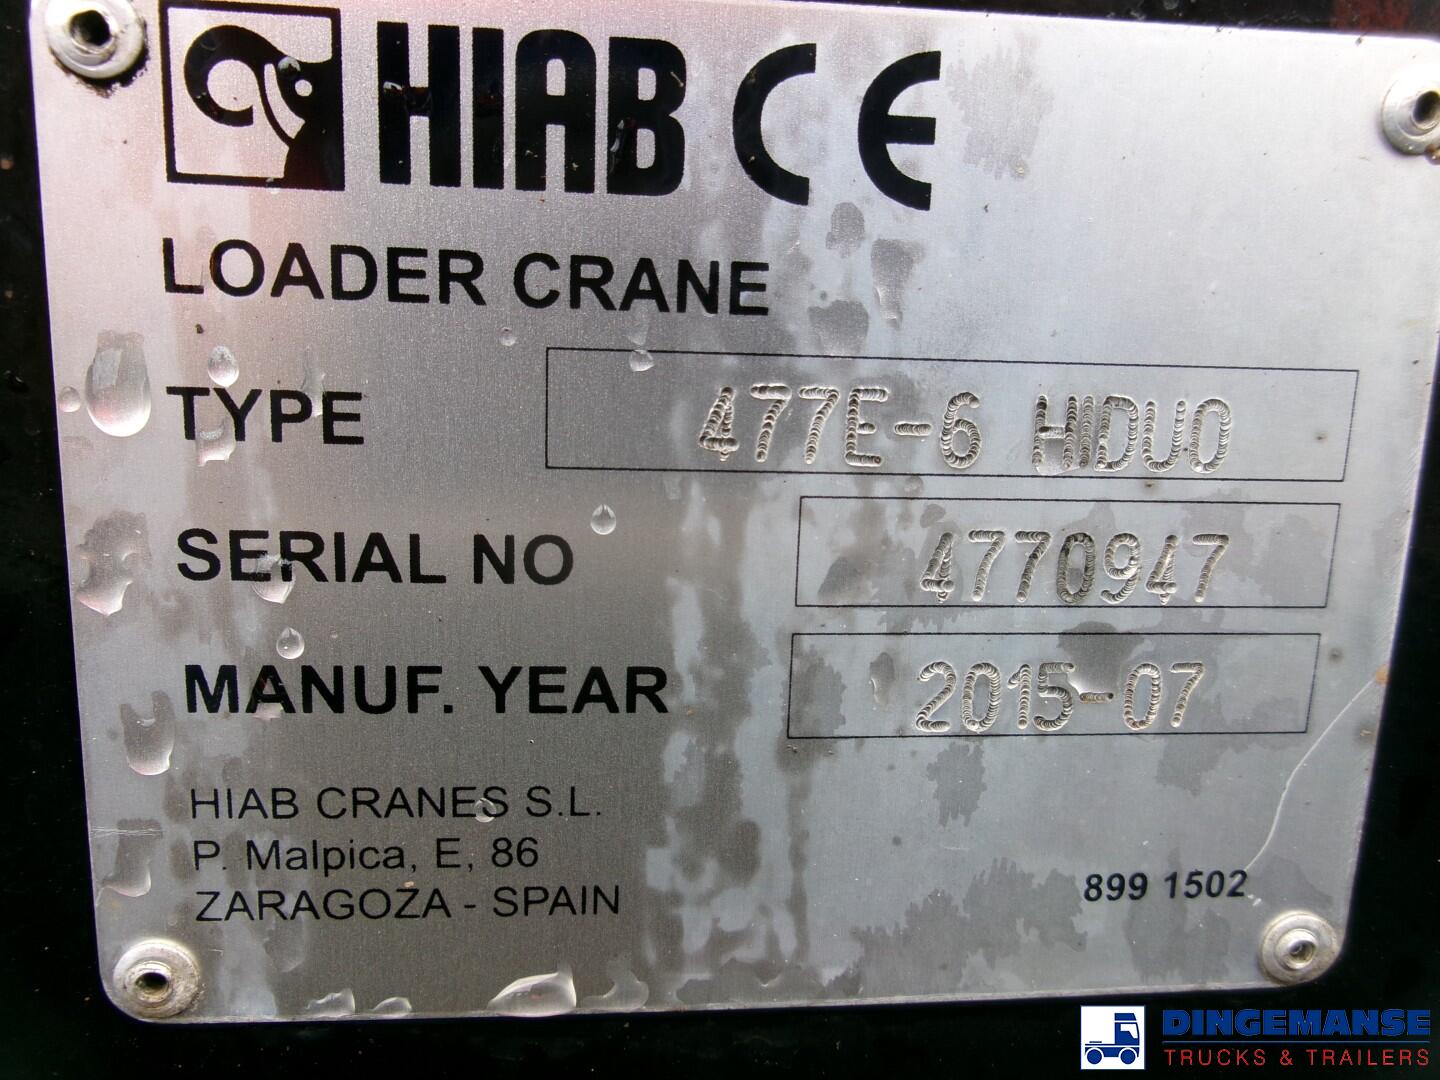 HIAB CE
LOADER CRANE
TYPE 477E-6 HIDUO
SERIAL NO 4770947
MANUF. YEAR 2015-07
HIAB CRANES S.L.
P. Malpica, E, 86
ZARAGOZA - SPAIN
899 1502
DINGEMANSE
TRUCKS & TRAILERS